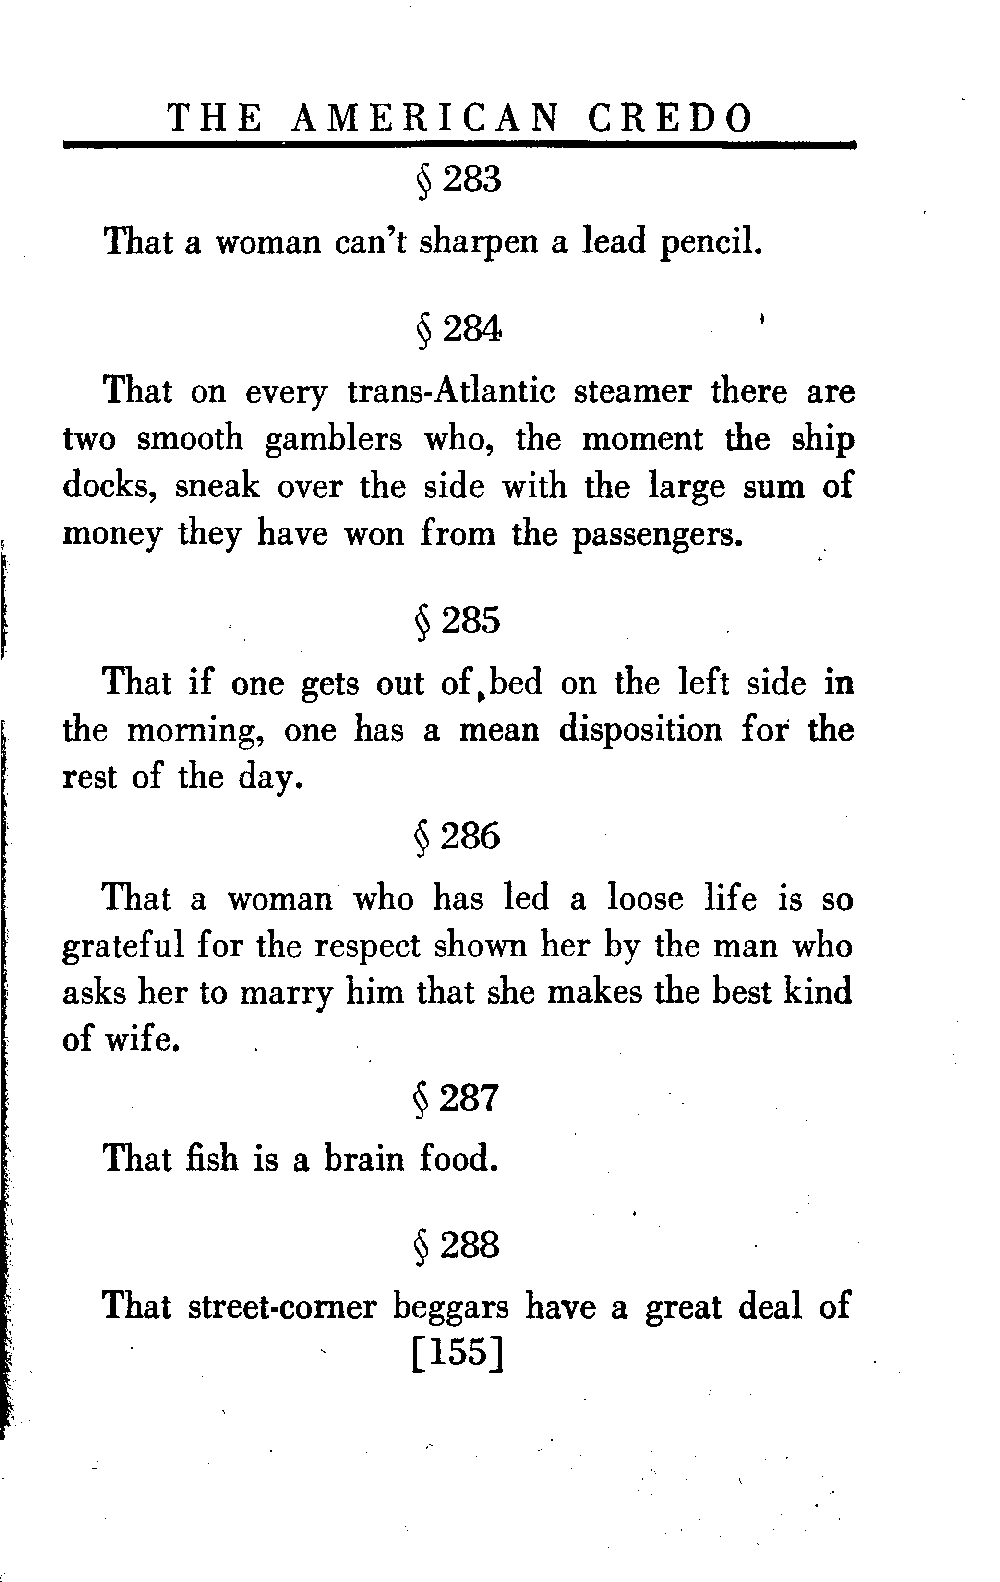 THE AMERICAN CREDO
§ 283
That a woman can't sharpen a lead pencil.
§ 284
That on every trans-Atlantic steamer there are
two smooth gamblers who, the moment the ship
docks, sneak over the side with the large sum of
money they have won from the passengers.
§ 285
That if one gets out of bed on the left side in
the morning, one has a mean disposition for the
rest of the day.
§ 286
That a woman who has led a loose life is so
grateful for the respect shown her by the man who
asks her to marry him that she makes the best kind
of wife.
§ 287
That fish is a brain food.
§ 288
That street-corner beggars have a great deal of
[155]